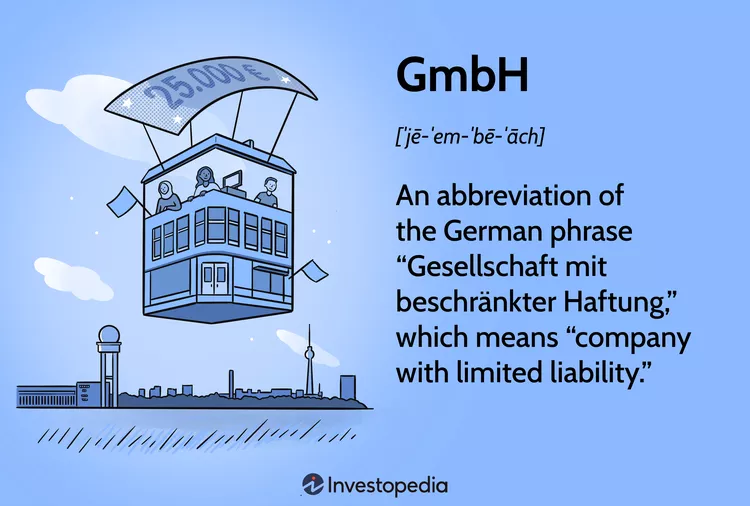 25.000 €
GmbH
['jē-'em-'bē-'āch]
An abbreviation of
the German phrase
“Gesellschaft mit
beschränkter Haftung,”
which means “company
with limited liability.”
Investopedia